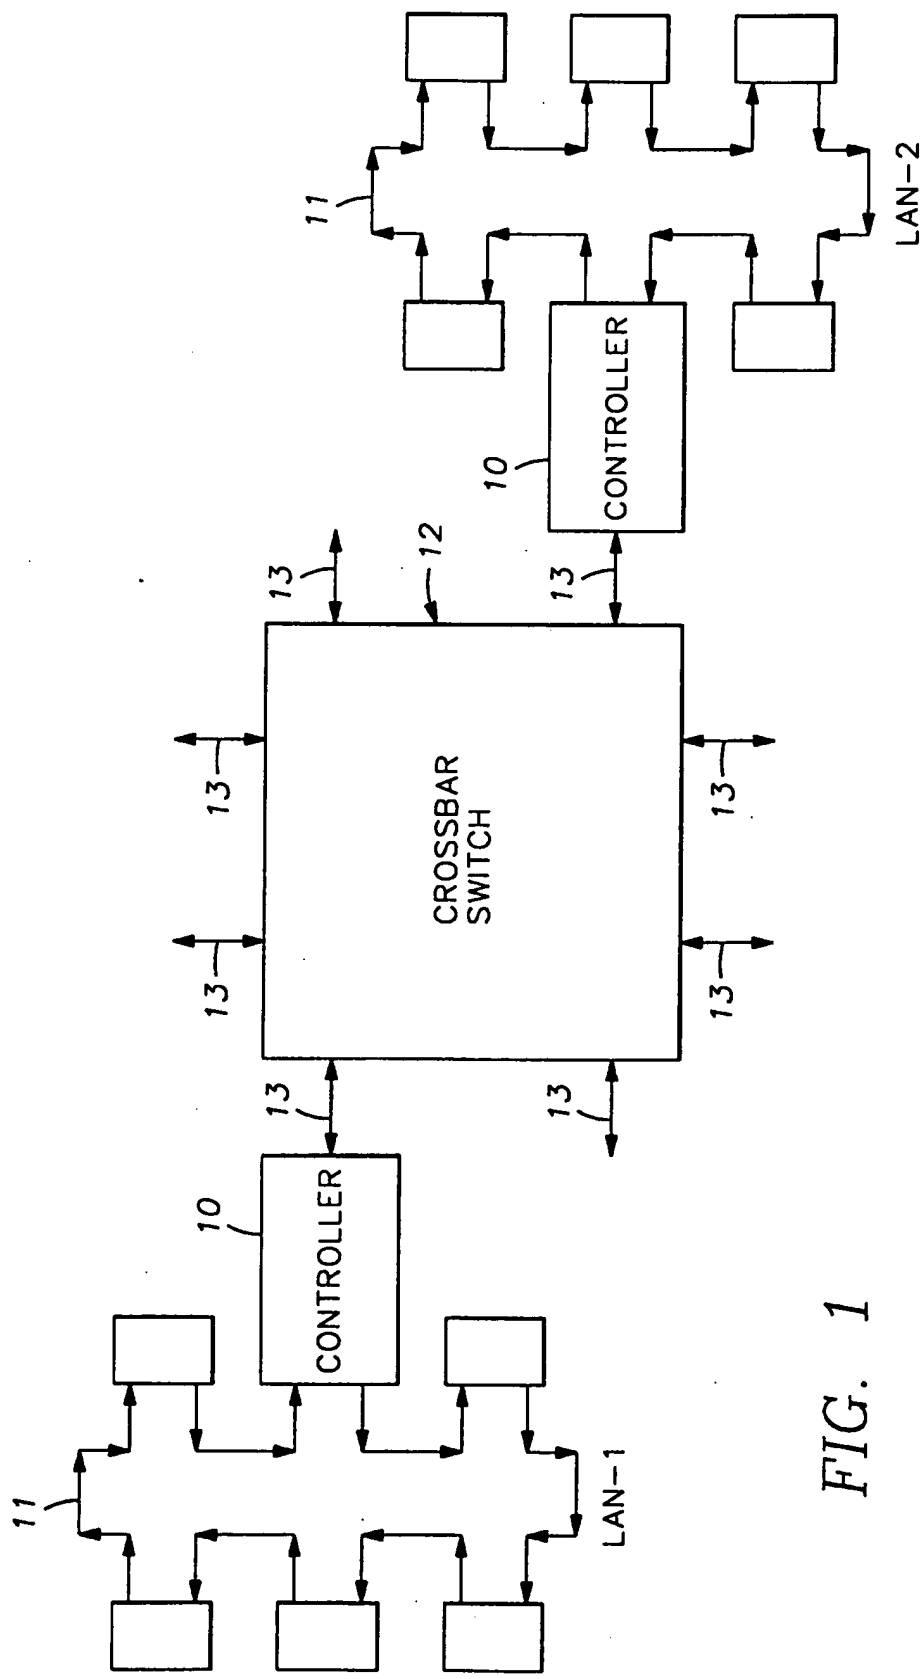 11
10
13
13
13
13
11
CONTROLLER
12
CROSSBAR
SWITCH
10
13
13
LAN-1
CONTROLLER
13
13
FIG. 1
LAN-2